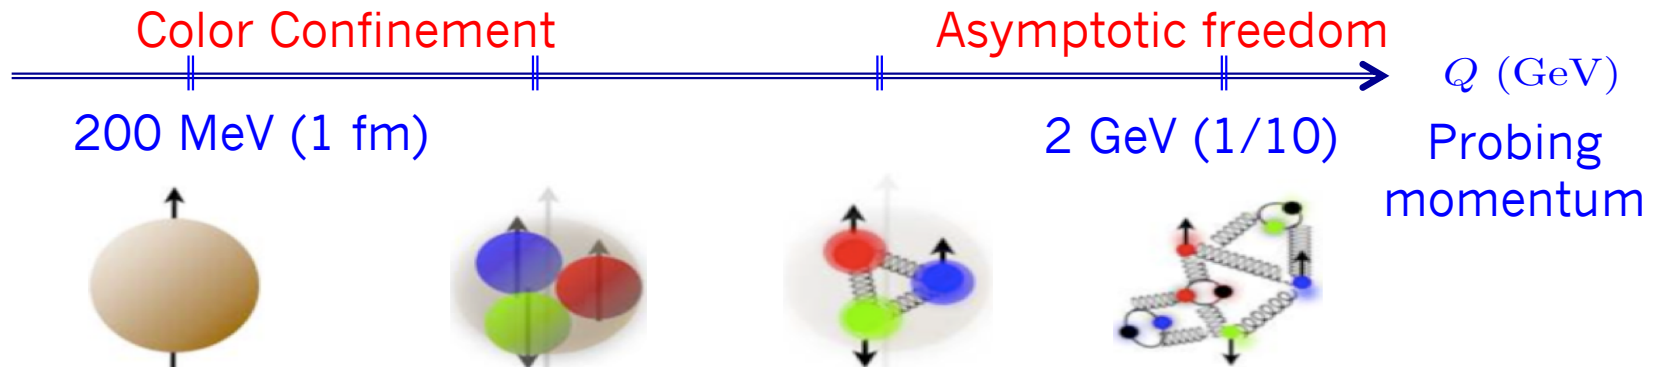 Color Confinement
Asymptotic freedom
Q (GeV)
200 MeV (1 fm)
2 GeV (1/10)
Probing
momentum